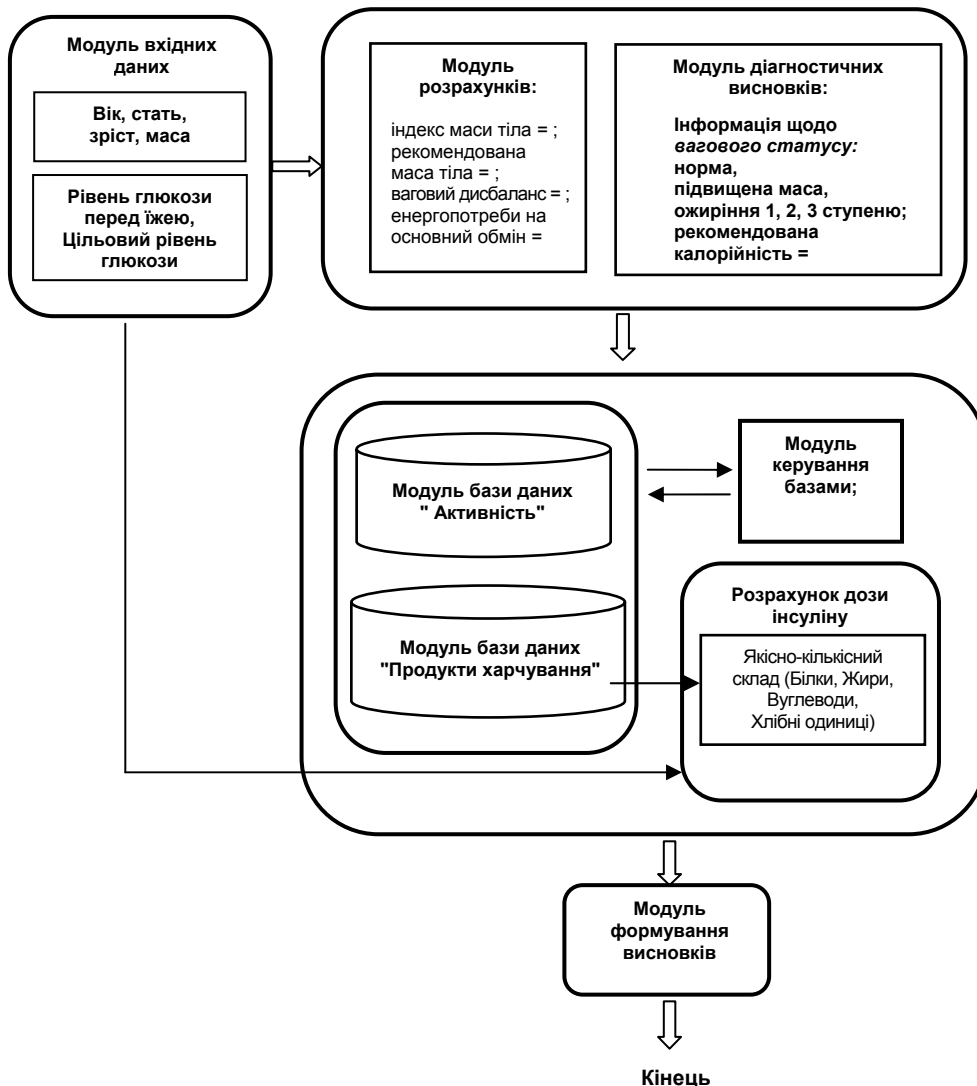 Модуль вхідних
даних
Вік, стать,
зріст, маса
Рівень глюкози
перед їжею,
Цільовий рівень
глюкози
Модуль
розрахунків:
індекс маси тіла = ;
рекомендована
маса тіла = ;
ваговий дисбаланс = ;
енергопотреби на
основний обмін =
Модуль діагностичних
висновків:
Інформація щодо
вагового статусу:
норма,
підвищена маса,
ожиріння 1, 2, 3 ступеню;
рекомендована
калорійність =
Модуль бази даних
" Активність"
Модуль
керування
базами;
Модуль бази даних
"Продукти харчування"
Розрахунок дози
інсуліну
Якісно-кількісний
склад (Білки, Жири,
Вуглеводи,
Хлібні одиниці)
Модуль
формування
висновків
Кінець